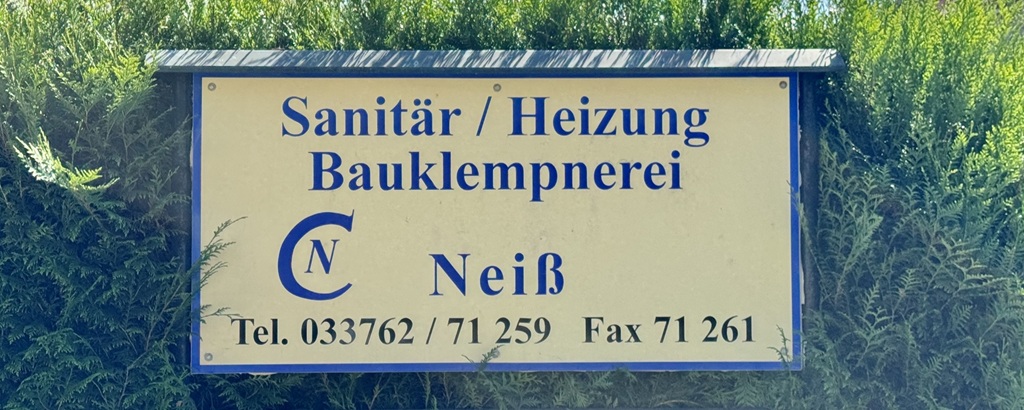 Sanitär / Heizung
Bauklempnerei
CN
Neiß
Tel. 033762 / 71 259 Fax 71 261